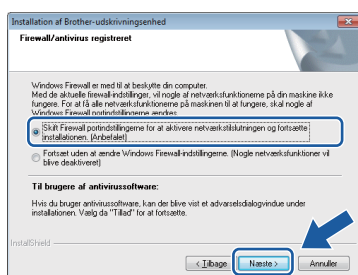 Installation af Brother-udskrivningsenhed
Firewall/antivirus registreret
Windows Firewall er med til at beskytte din computer.
Med de aktuelle firewall-indstillinger, vil nogle af netværksfunktionerne på din maskine ikke
fungere. For at få alle netværksfunktionerne på maskinen til at fungere, skal nogle af
Windows Firewall portindstillingerne ændres.
Skift Firewall portindstillingerne for at aktivere netværkstilslutningen og fortsætte
installationen. (Anbefalet)
Fortsæt uden at ændre Windows Firewall-indstillingerne. (Nogle netværksfunktioner vil
blive deaktiveret)
Til brugere af antivirussoftware:
Hvis du bruger antivirussoftware, kan der blive vist et advarselsdialogvindue under
installationen. Vælg da "Tillad" for at fortsætte.
InstallShield
< Tilbage Næste > Annuller